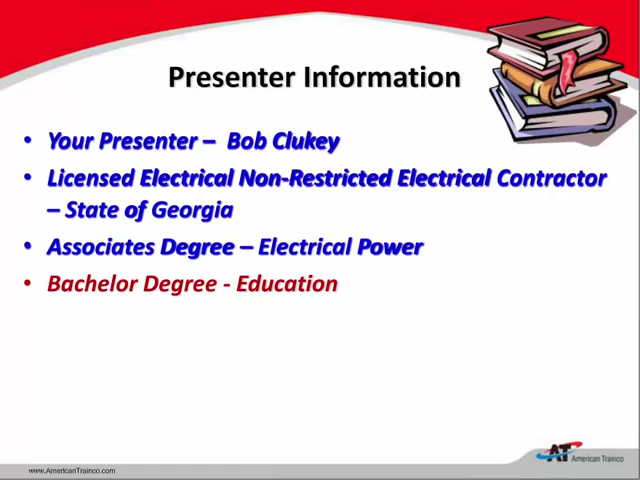 Presenter Information
• Your Presenter – Bob Clukey
• Licensed Electrical Non-Restricted Electrical Contractor
– State of Georgia
• Associates Degree – Electrical Power
• Bachelor Degree - Education
www.AmericanTrainco.com
AT American Trainco